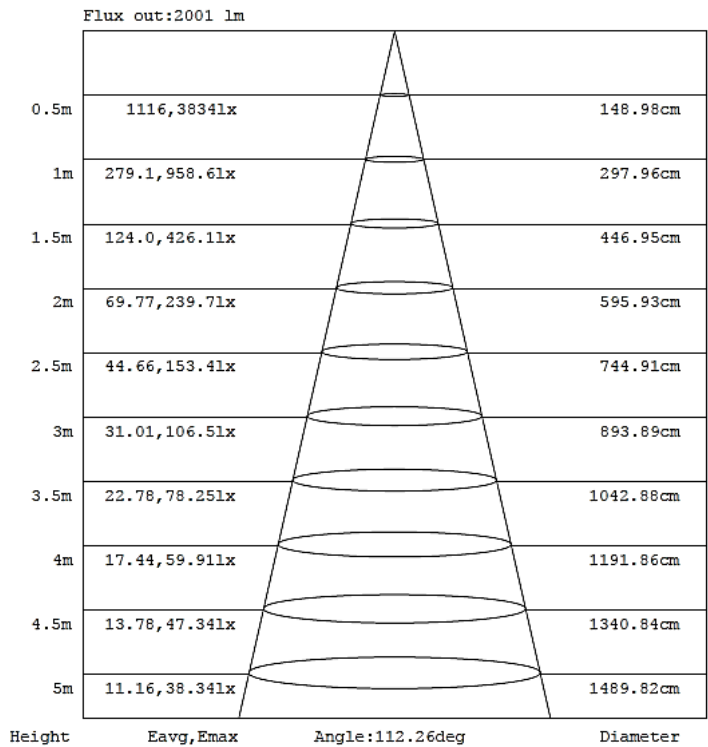 Flux out:2001 lm
0.5m 1116,3834lx 148.98cm
1m 279.1,958.6lx 297.96cm
1.5m 124.0,426.1lx 446.95cm
2m 69.77,239.7lx 595.93cm
2.5m 44.66,153.4lx 744.91cm
3m 31.01,106.5lx 893.89cm
3.5m 22.78,78.25lx 1042.88cm
4m 17.44,59.91lx 1191.86cm
4.5m 13.78,47.34lx 1340.84cm
5m 11.16,38.34lx 1489.82cm
Height Eavg,Emax Angle:112.26deg Diameter